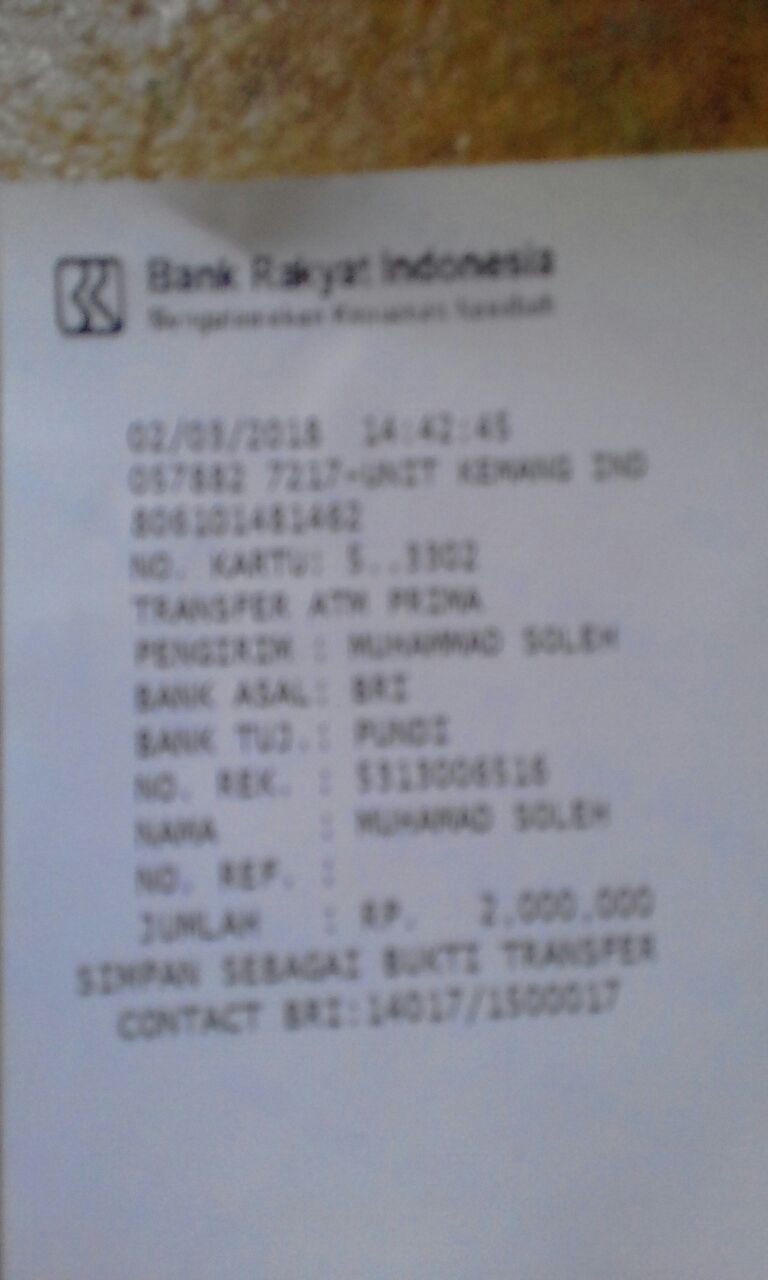 Bank Rakyat Indonesia
02/03/2018 14:42:45
057882 7217-UNIT KEMANG IND
806101481462
NO. KARTU: 5..3302
TRANSFER ATM PRIMA
PENGIRIM : MUHAMMAD SOLEH
BANK ASAL: BRI
BANK TUJ.: PUNDI
NO. REK. : 5313006516
NAMA : MUHAMAD SOLEH
NO. REF. :
JUMLAH : RP. 2,000,000
SIMPAN SEBAGAI BUKTI TRANSFER
CONTACT BRI:14017/1500017